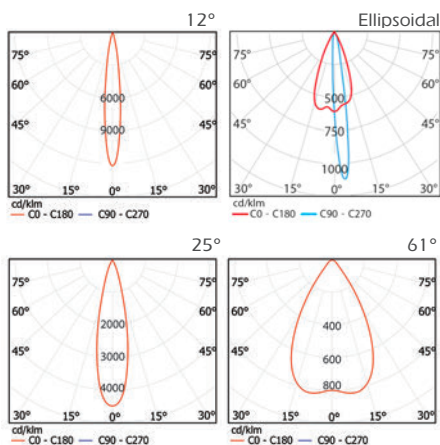 12°
75° 75°
60° 6000 60°
45° 9000 45°
30° 15° 0° 15° 30°
cd/klm
C0 - C180 C90 - C270
Ellipsoidal
75° 75°
60° 500 60°
45° 750 45°
1000
30° 15° 0° 15° 30°
cd/klm
C0 - C180 C90 - C270
25°
75° 75°
60° 2000 60°
45° 3000 45°
4000
30° 15° 0° 15° 30°
cd/klm
C0 - C180 C90 - C270
61°
75° 75°
60° 400 60°
45° 600 45°
800
30° 15° 0° 15° 30°
cd/klm
C0 - C180 C90 - C270